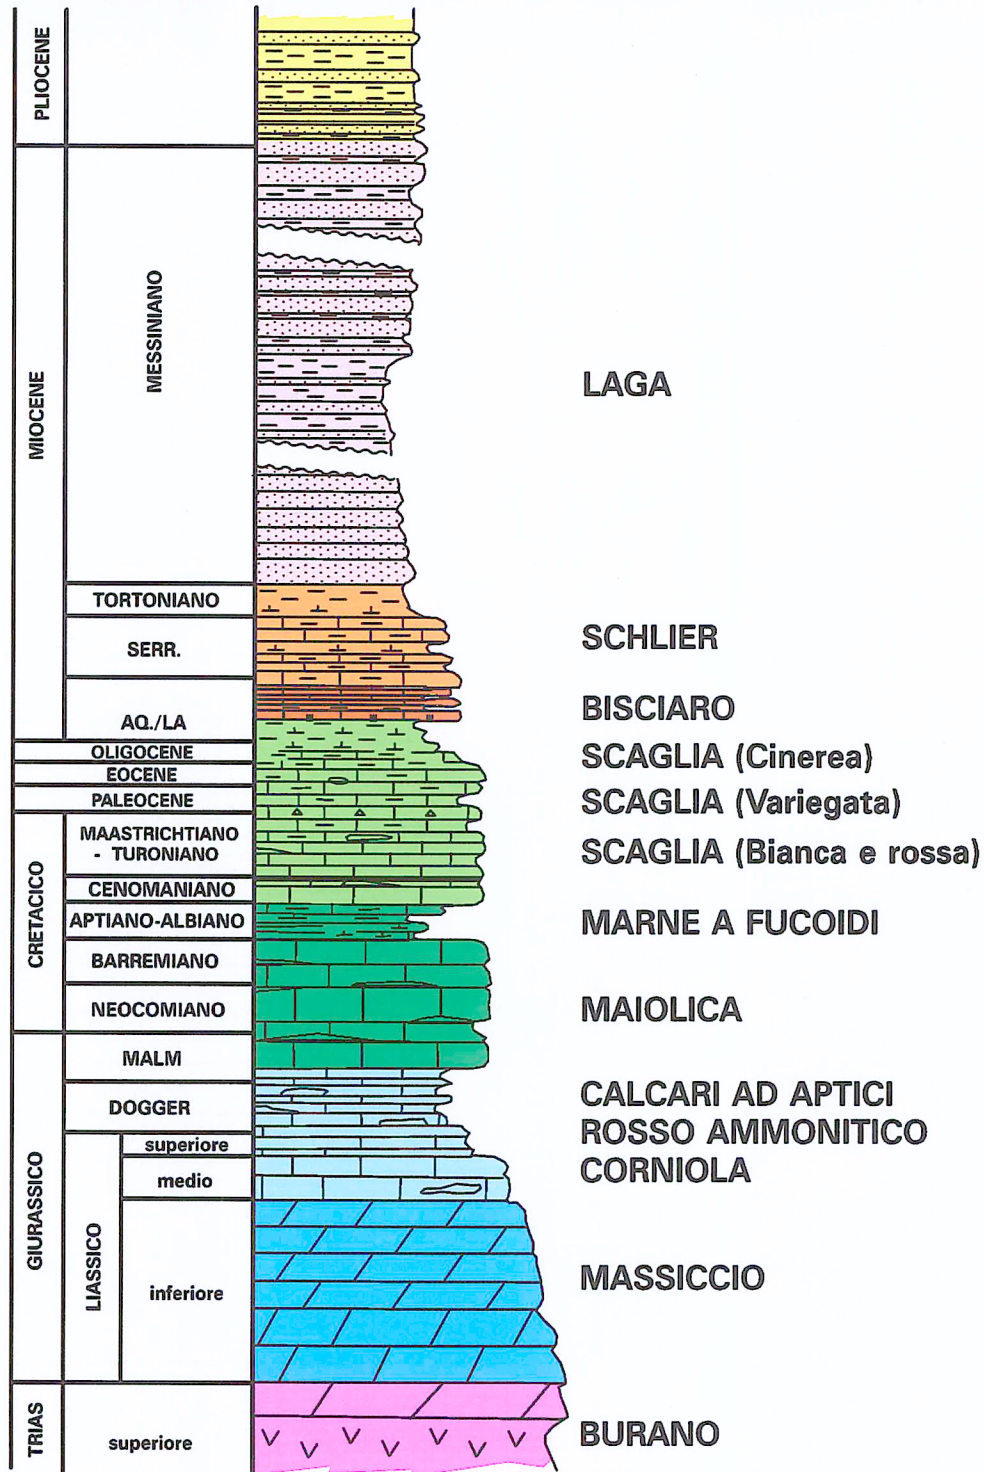 PLIOCENE
MIOCENE
MESSINIANO
LAGA
TORTONIANO
SERR.
SCHLIER
AQ./LA
BISCIARO
OLIGOCENE
SCAGLIA (Cinerea)
EOCENE
PALEOCENE
SCAGLIA (Variegata)
CRETACICO
MAASTRICHTIANO
- TURONIANO
SCAGLIA (Bianca e rossa)
CENOMANIANO
APTIANO-ALBIANO
MARNE A FUCOIDI
BARREMIANO
NEOCOMIANO
MAIOLICA
GIURASSICO
MALM
DOGGER
CALCARI AD APTICI
ROSSO AMMONITICO
CORNIOLA
LIASSICO
superiore
medio
inferiore
MASSICCIO
TRIAS
superiore
BURANO